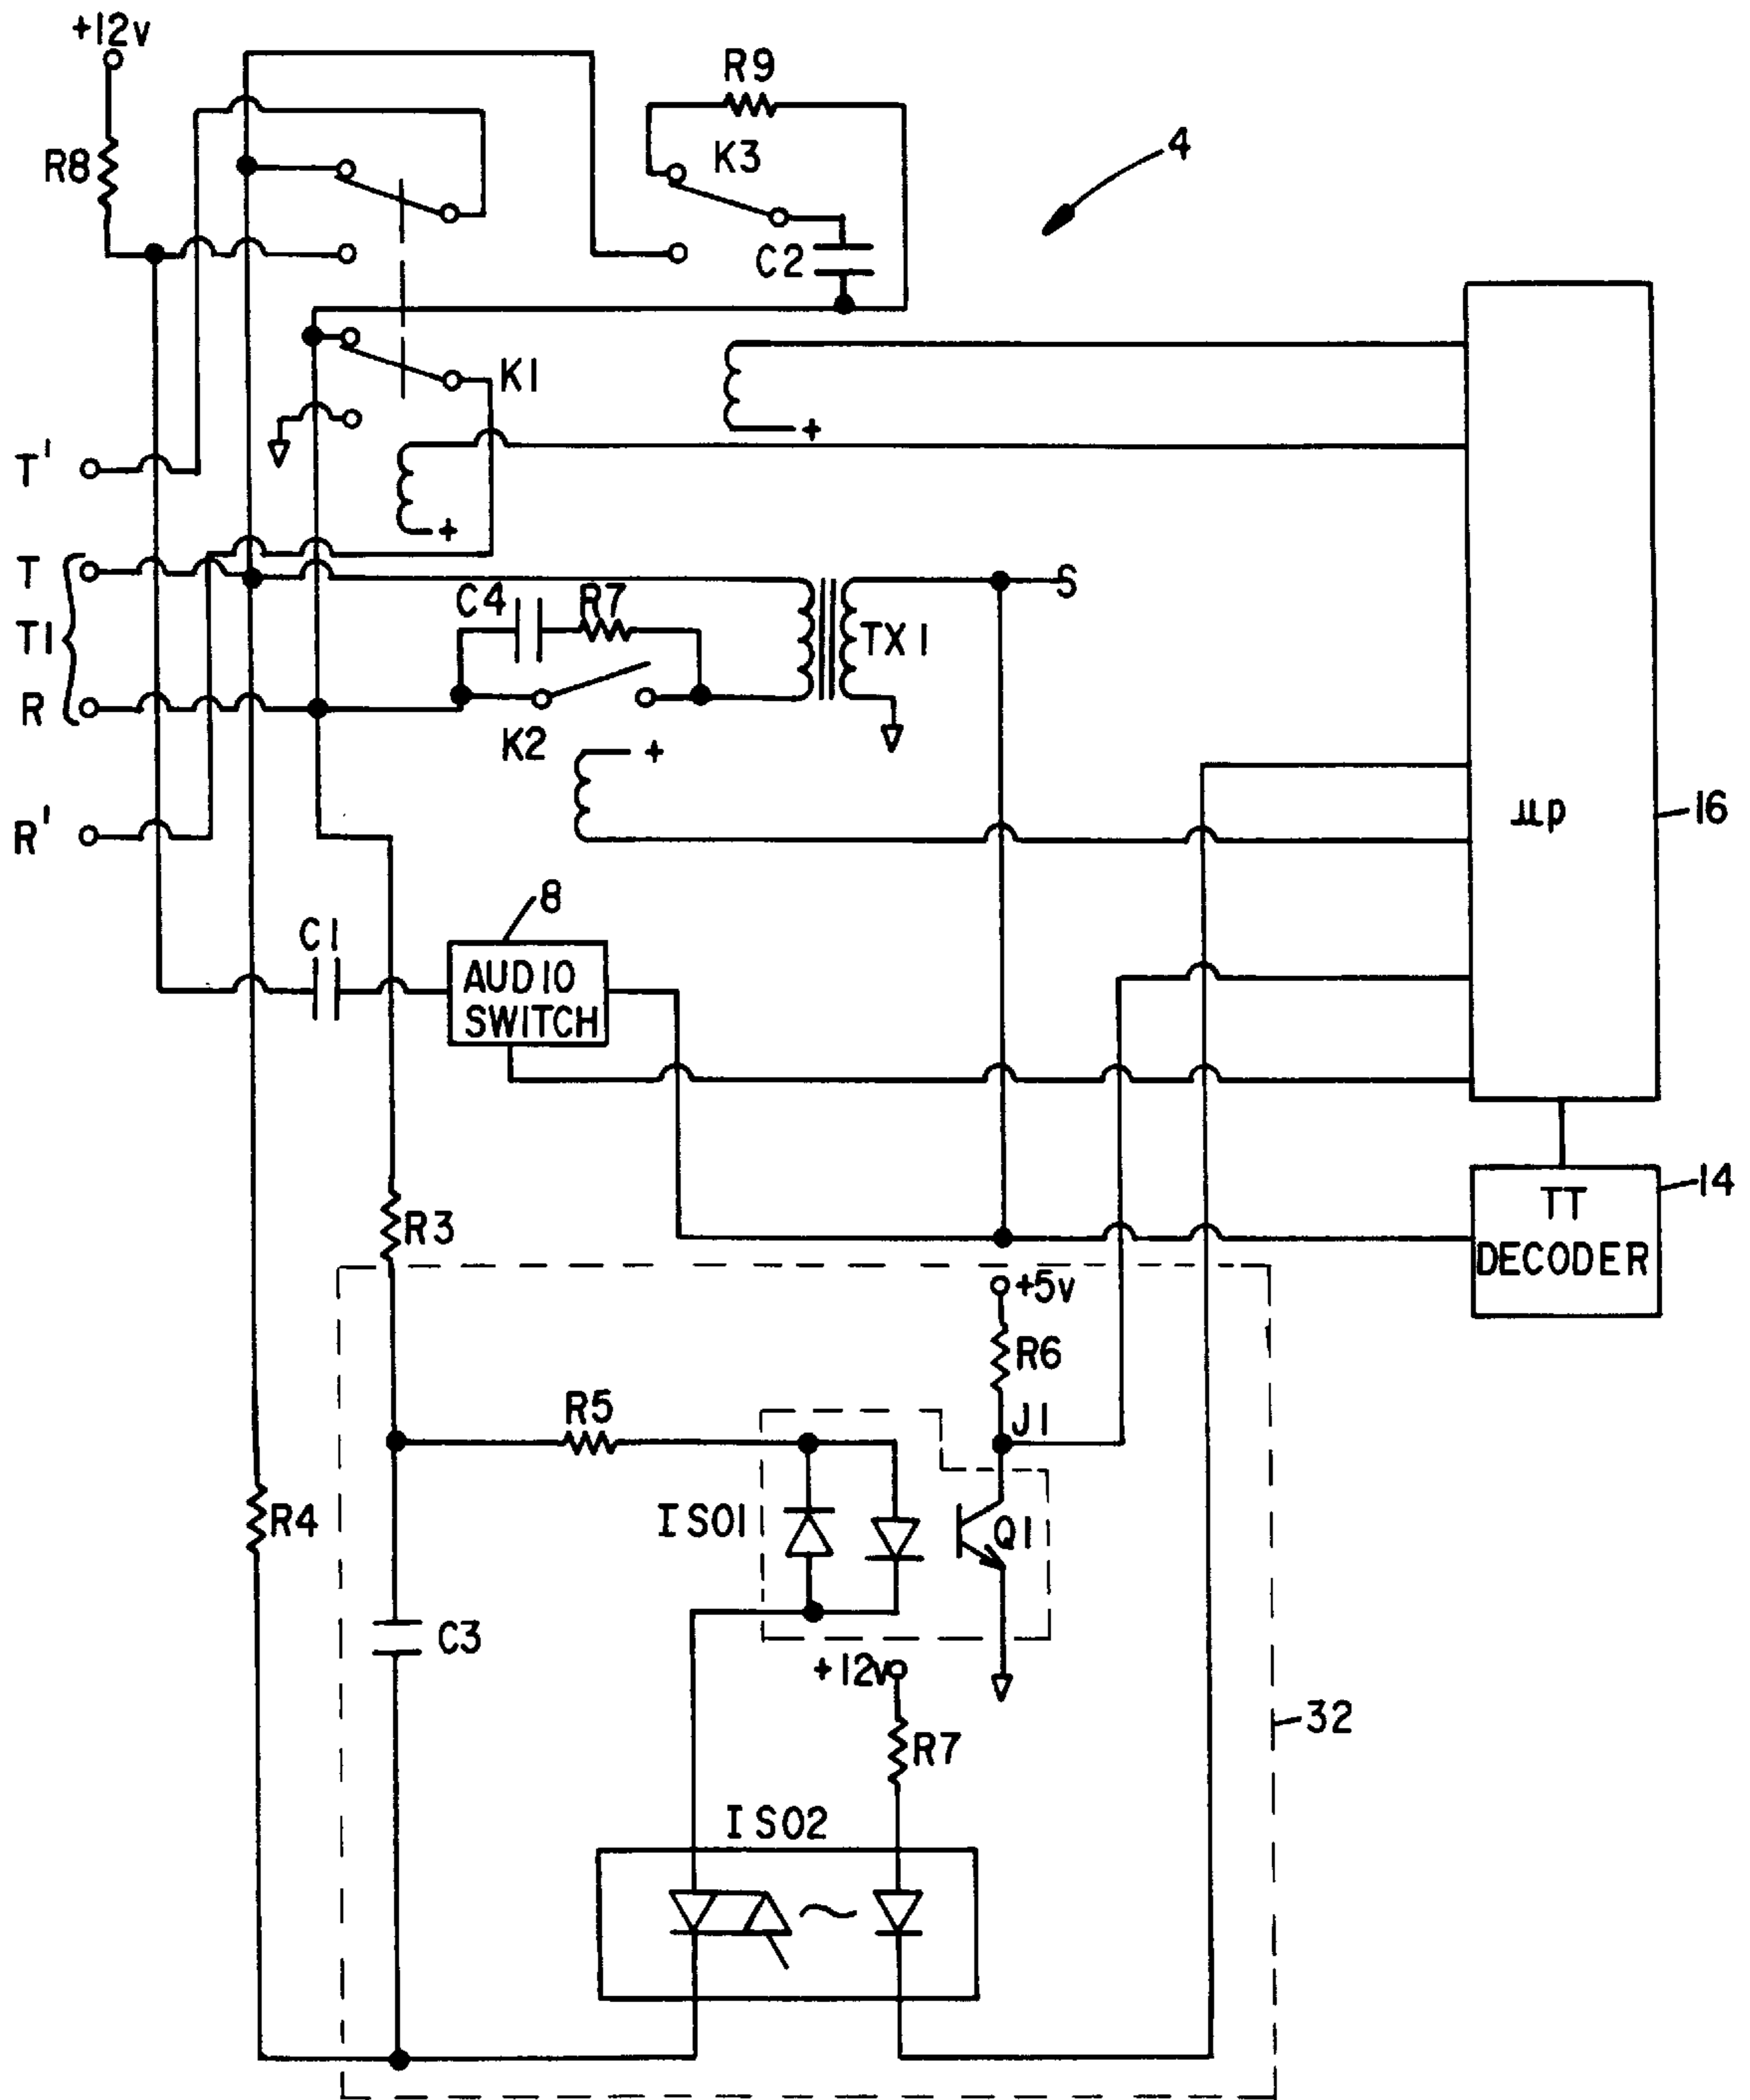 +12v
R9
R8
K3
4
C2
K1
+
T'
+
T
C4
R7
S
T1
TX1
R
K2
+
R'
μp
16
8
C1
AUDIO
SWITCH
14
TT
DECODER
R3
+5v
R6
R5
J1
ISO1
Q1
R4
C3
+12v
32
R7
ISO2